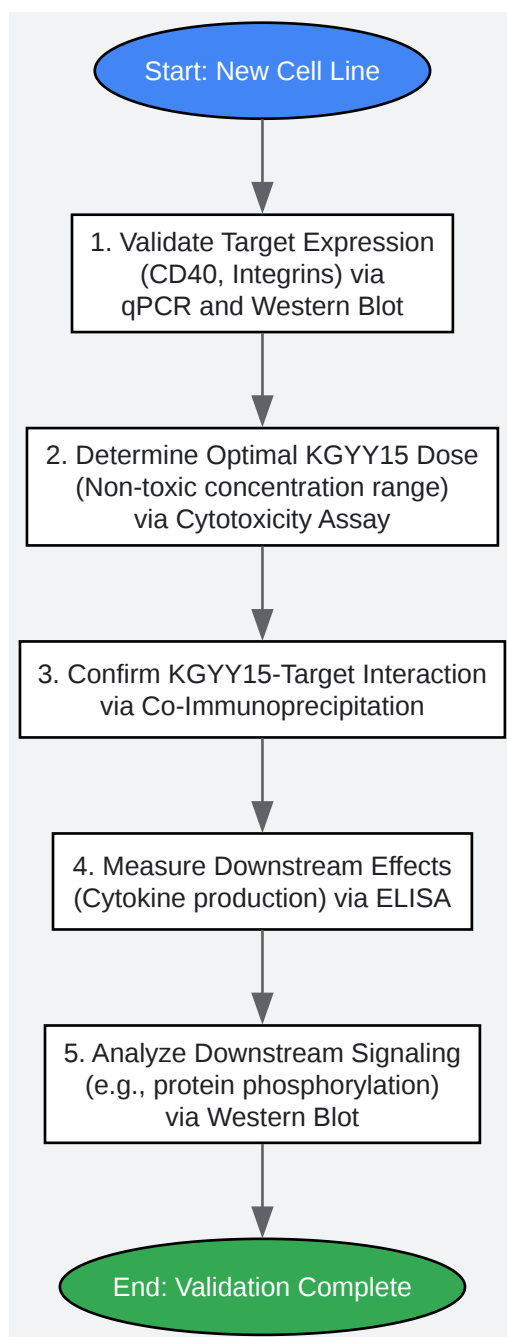 Start: New Cell Line
1. Validate Target Expression
(CD40, Integrins) via
qPCR and Western Blot
2. Determine Optimal KGYY15 Dose
(Non-toxic concentration range)
via Cytotoxicity Assay
3. Confirm KGYY15-Target Interaction
via Co-Immunoprecipitation
4. Measure Downstream Effects
(Cytokine production) via ELISA
5. Analyze Downstream Signaling
(e.g., protein phosphorylation)
via Western Blot
End: Validation Complete